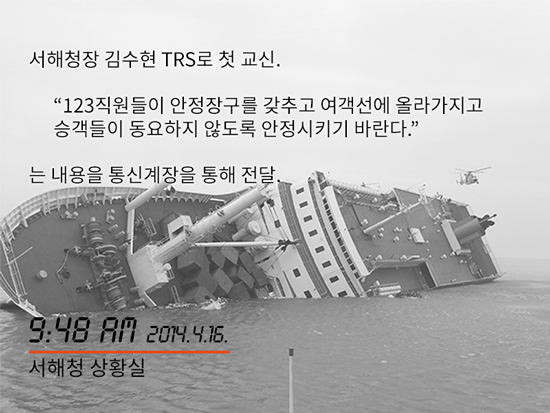 서해청장 김수현 TRS로 첫 교신.
“123직원들이 안정장구를 갖추고 여객선에 올라가지고
승객들이 동요하지 않도록 안정시키기 바란다.”
는 내용을 통신계장을 통해 전달.
9:48 AM 2014.4.16.
서해청 상황실